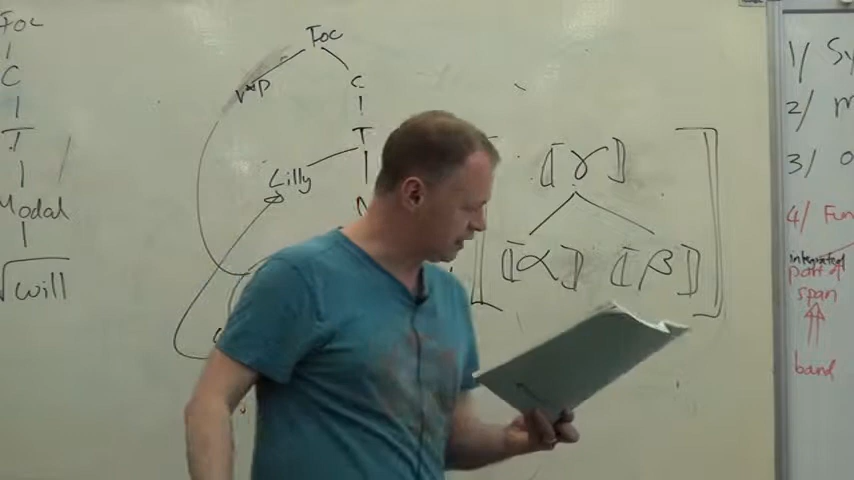 Foc
C
T
Modal
will
Foc
VP
C
T
Lilly
⟦γ⟧
⟦α⟧ ⟦β⟧
1/ Sy
2/ m
3/ o
4/ Fun
integrated
part of
span
band